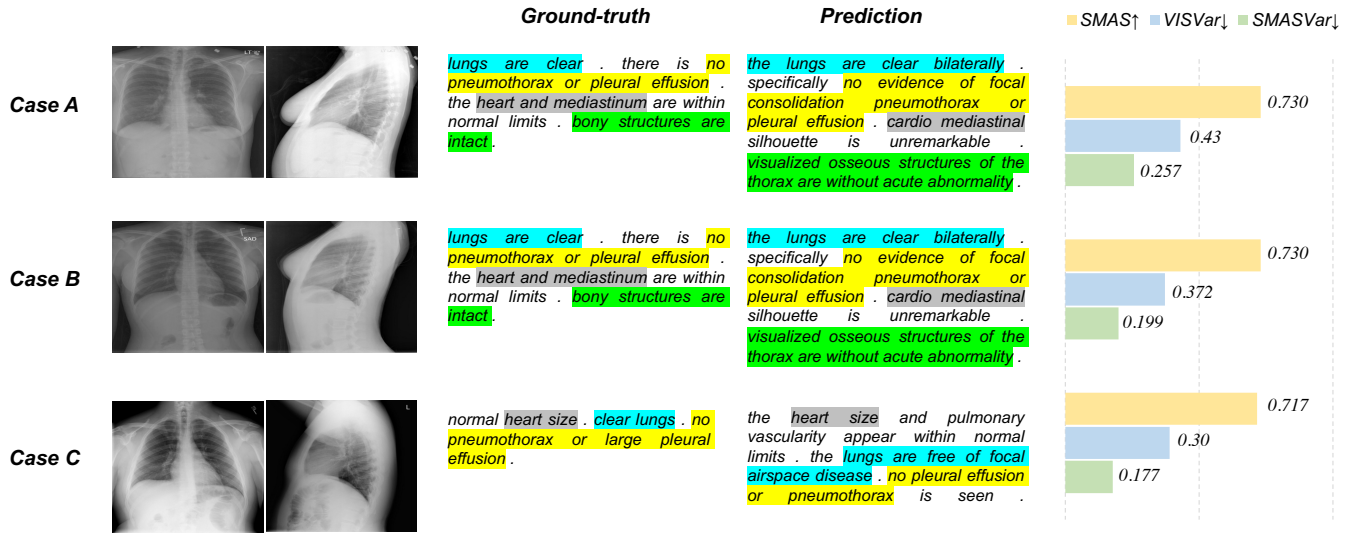 Ground-truth
Prediction
SMAS↑ VISVar↓ SMASVar↓
Case A
LT
lungs are clear . there is no
pneumothorax or pleural effusion .
the heart and mediastinum are within
normal limits . bony structures are
intact .
the lungs are clear bilaterally .
specifically no evidence of focal
consolidation pneumothorax or
pleural effusion . cardio mediastinal
silhouette is unremarkable .
visualized osseous structures of the
thorax are without acute abnormality .
0.730
0.43
0.257
Case B
SAD
lungs are clear . there is no
pneumothorax or pleural effusion .
the heart and mediastinum are within
normal limits . bony structures are
intact .
the lungs are clear bilaterally .
specifically no evidence of focal
consolidation pneumothorax or
pleural effusion . cardio mediastinal
silhouette is unremarkable .
visualized osseous structures of the
thorax are without acute abnormality .
0.730
0.372
0.199
Case C
L
normal heart size . clear lungs . no
pneumothorax or large pleural
effusion .
the heart size and pulmonary
vascularity appear within normal
limits . the lungs are free of focal
airspace disease . no pleural effusion
or pneumothorax is seen .
0.717
0.30
0.177